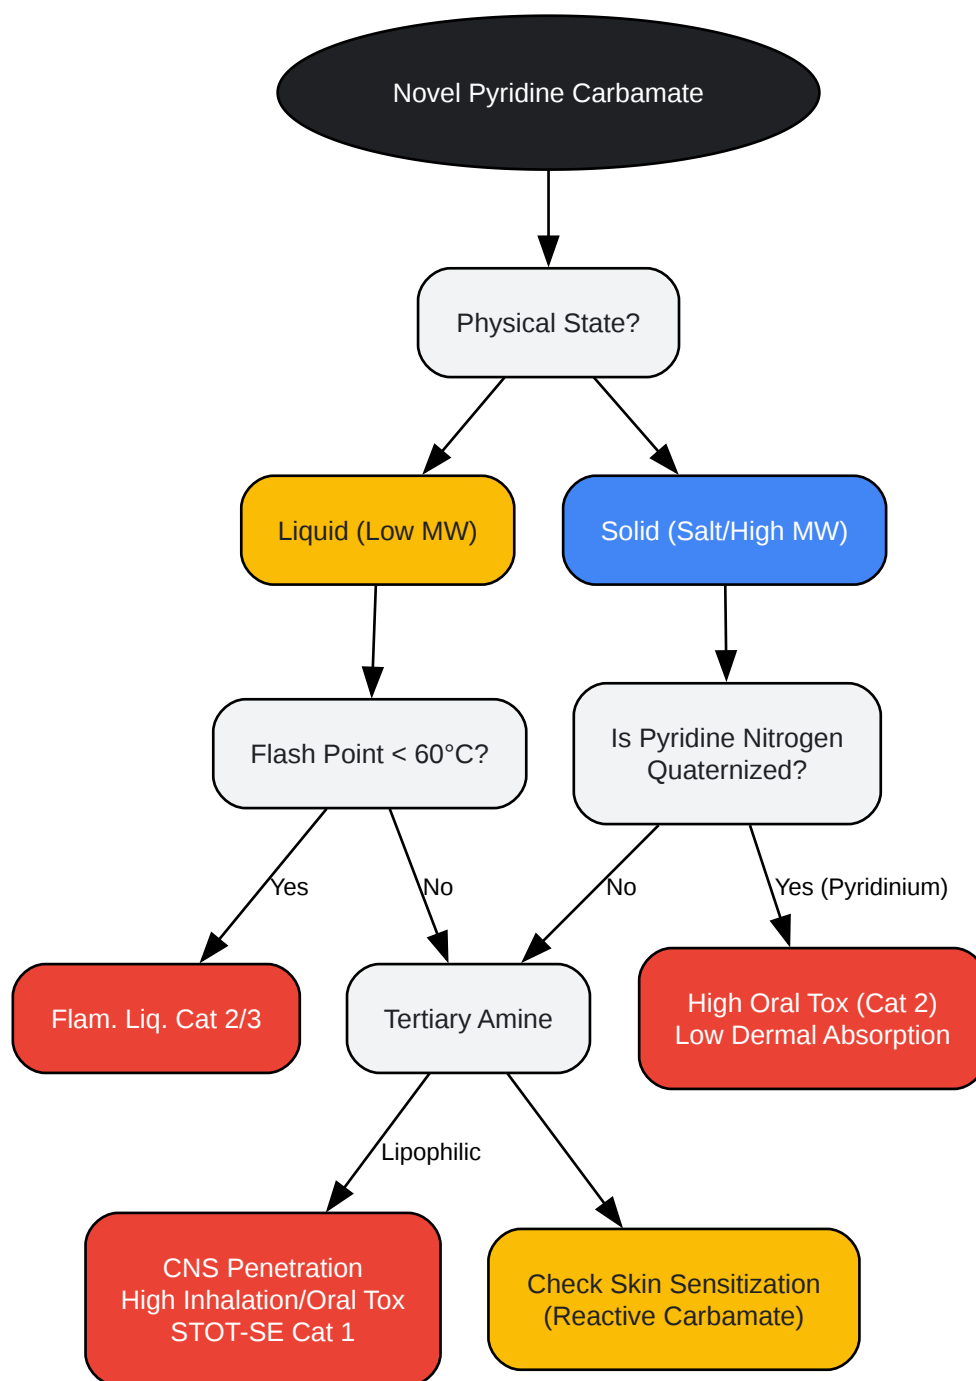 Novel Pyridine Carbamate
Physical State?
Liquid (Low MW)
Solid (Salt/High MW)
Flash Point < 60°C?
Is Pyridine Nitrogen
Quaternized?
Yes
No
No
Yes (Pyridinium)
Flam. Liq. Cat 2/3
Tertiary Amine
High Oral Tox (Cat 2)
Low Dermal Absorption
Lipophilic
CNS Penetration
High Inhalation/Oral Tox
STOT-SE Cat 1
Check Skin Sensitization
(Reactive Carbamate)